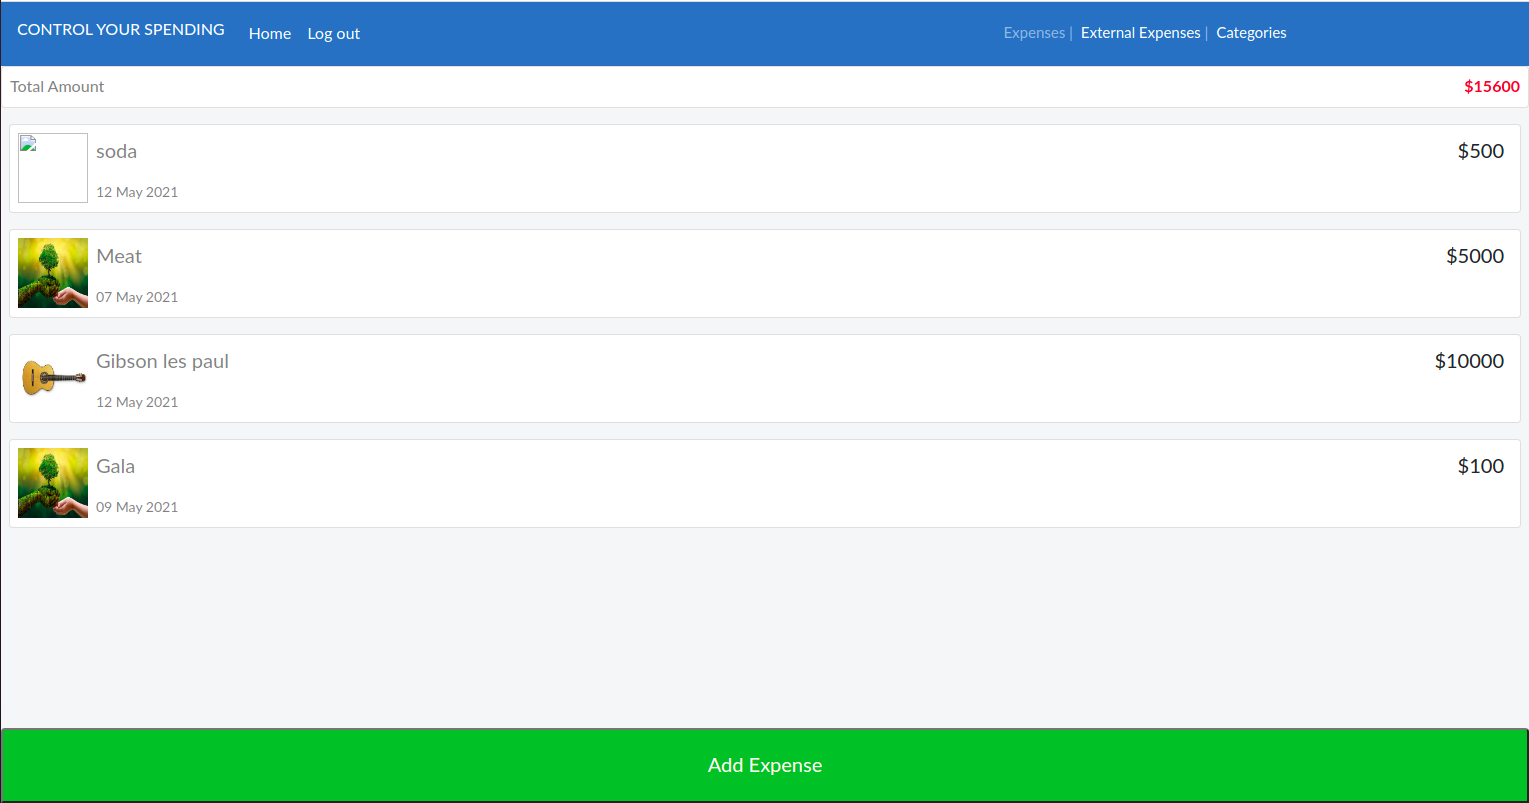 CONTROL YOUR SPENDING Home Log out Expenses | External Expenses | Categories
Total Amount $15600
soda $500
12 May 2021
Meat $5000
07 May 2021
Gibson les paul $10000
12 May 2021
Gala $100
09 May 2021
Add Expense